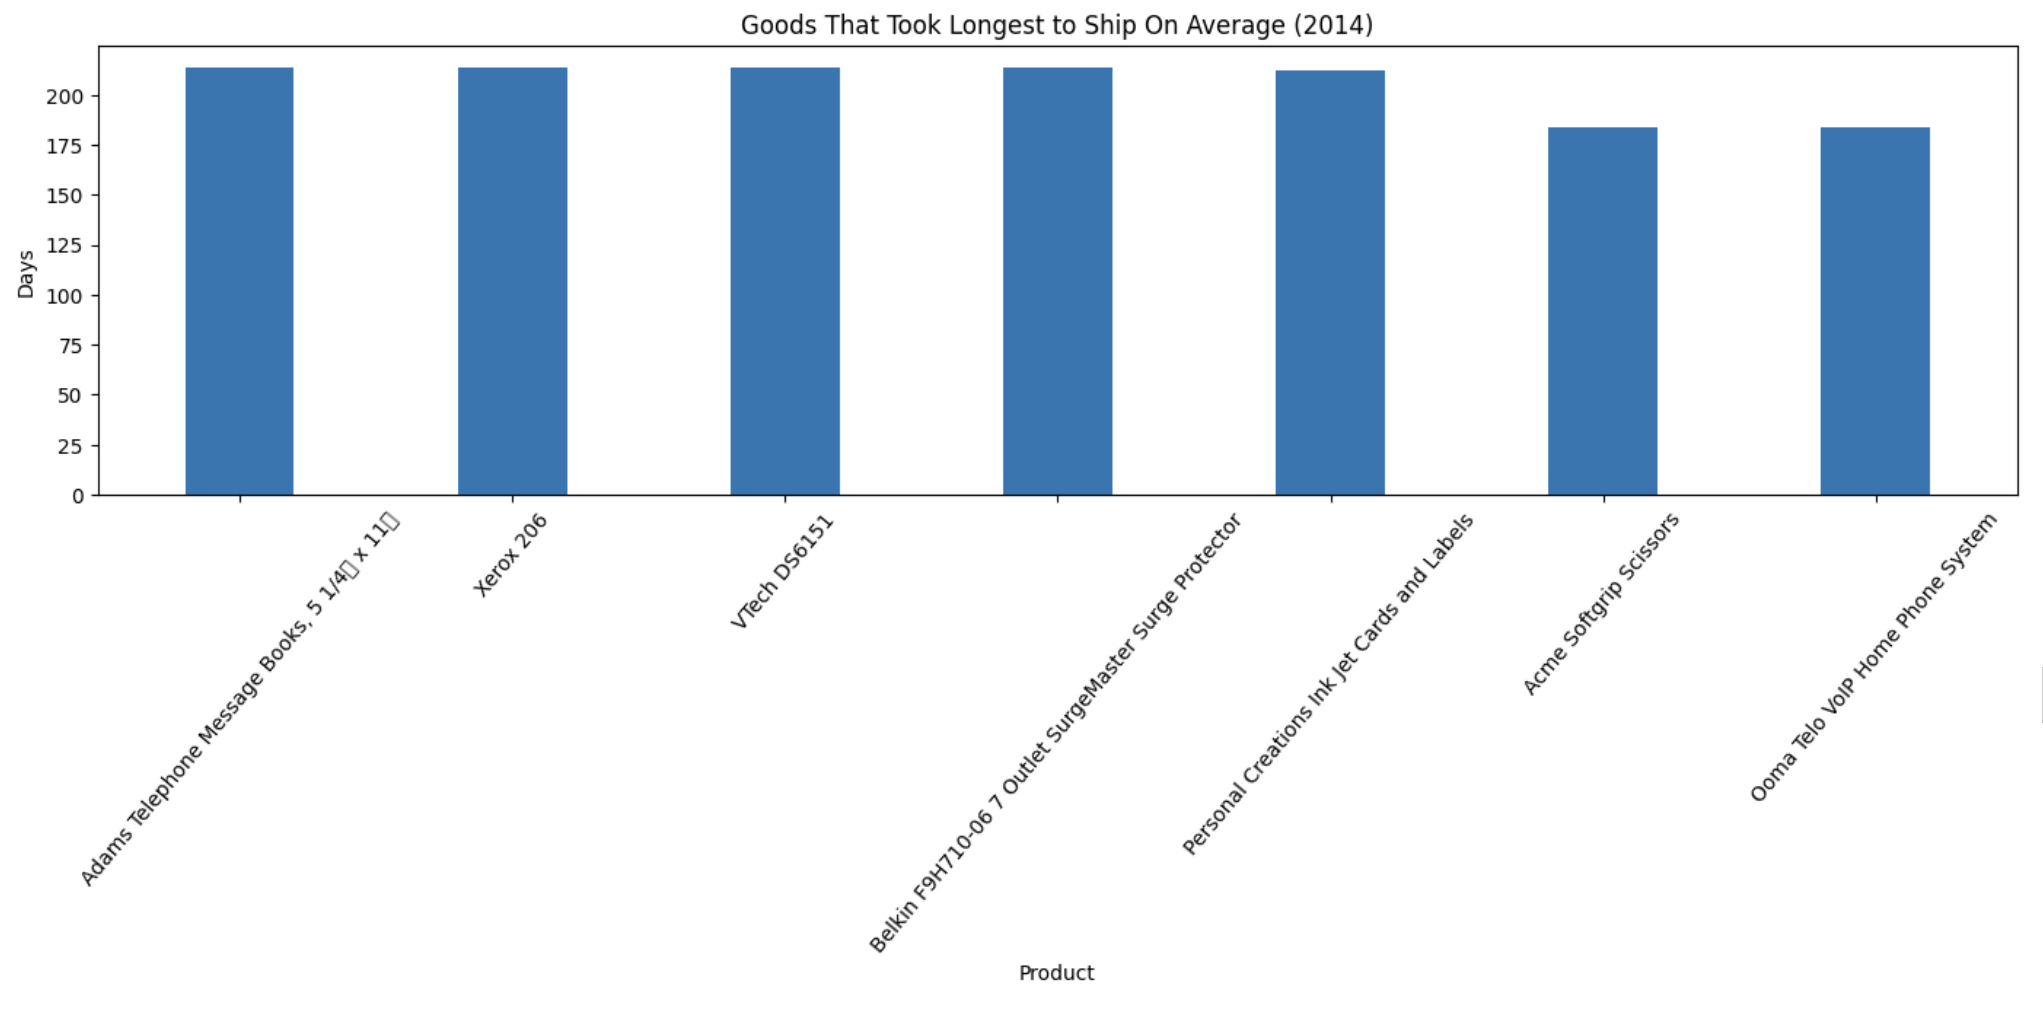 Goods That Took Longest to Ship On Average (2014)
Days
200
175
150
125
100
75
50
25
0
Adams Telephone Message Books, 5 1/4▯ x 11▯
Xerox 206
VTech DS6151
Belkin F9H710-06 7 Outlet SurgeMaster Surge Protector
Personal Creations Ink Jet Cards and Labels
Acme Softgrip Scissors
Ooma Telo VoIP Home Phone System
Product